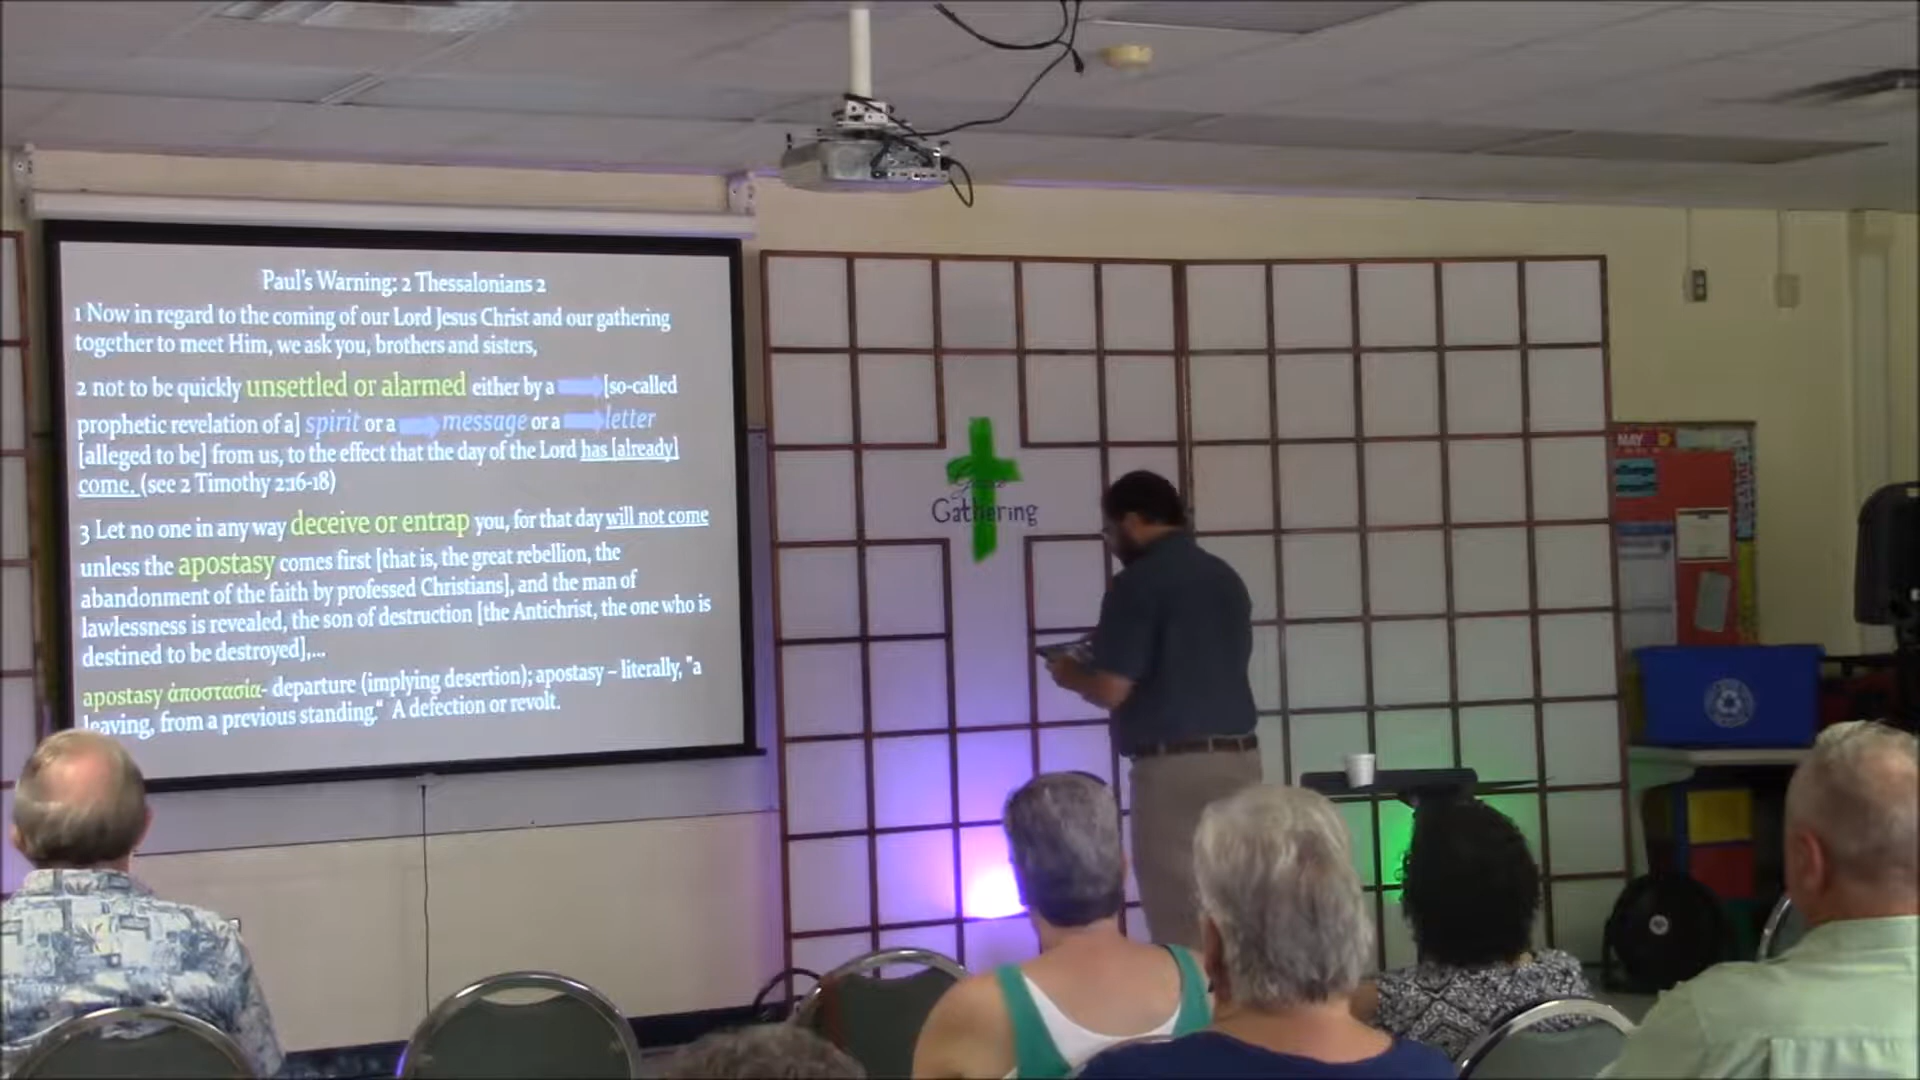 Paul's Warning: 2 Thessalonians 2
1 Now in regard to the coming of our Lord Jesus Christ and our gathering
together to meet Him, we ask you, brothers and sisters,
2 not to be quickly unsettled or alarmed either by a [so-called
prophetic revelation of a] spirit or a message or a letter
[alleged to be] from us, to the effect that the day of the Lord has [already]
come. (see 2 Timothy 2:16-18)
3 Let no one in any way deceive or entrap you, for that day will not come
unless the apostasy comes first [that is, the great rebellion, the
abandonment of the faith by professed Christians], and the man of
lawlessness is revealed, the son of destruction [the Antichrist, the one who is
destined to be destroyed],...
apostasy ἀποστασία- departure (implying desertion); apostasy – literally, "a
leaving, from a previous standing." A defection or revolt.
Gathering
MAY